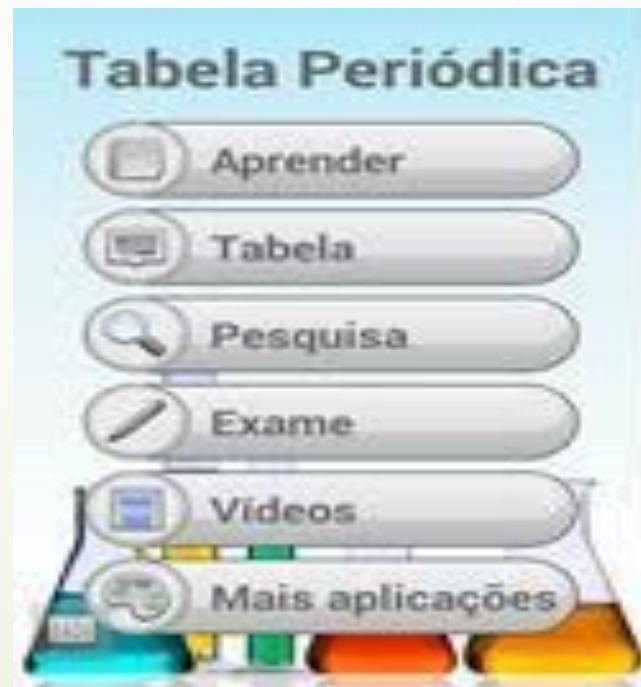 Tabela Periódica
Aprender
Tabela
Pesquisa
Exame
Vídeos
Mais aplicações